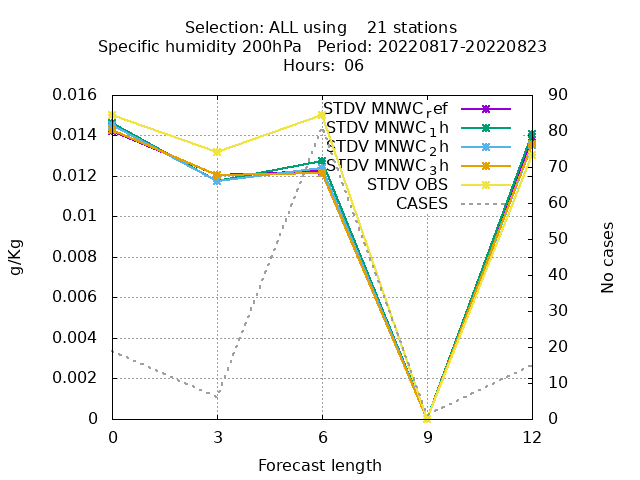 Selection: ALL using    21 stations
Specific humidity 200hPa   Period: 20220817-20220823
Hours: 06
0.016
0.014
0.012
0.01
0.008
0.006
0.004
0.002
0
90
80
70
60
50
40
30
20
10
0
g/Kg
No cases
STDV MNWC_ref
STDV MNWC_1h
STDV MNWC_2h
STDV MNWC_3h
STDV OBS
CASES
0 3 6 9 12
Forecast length